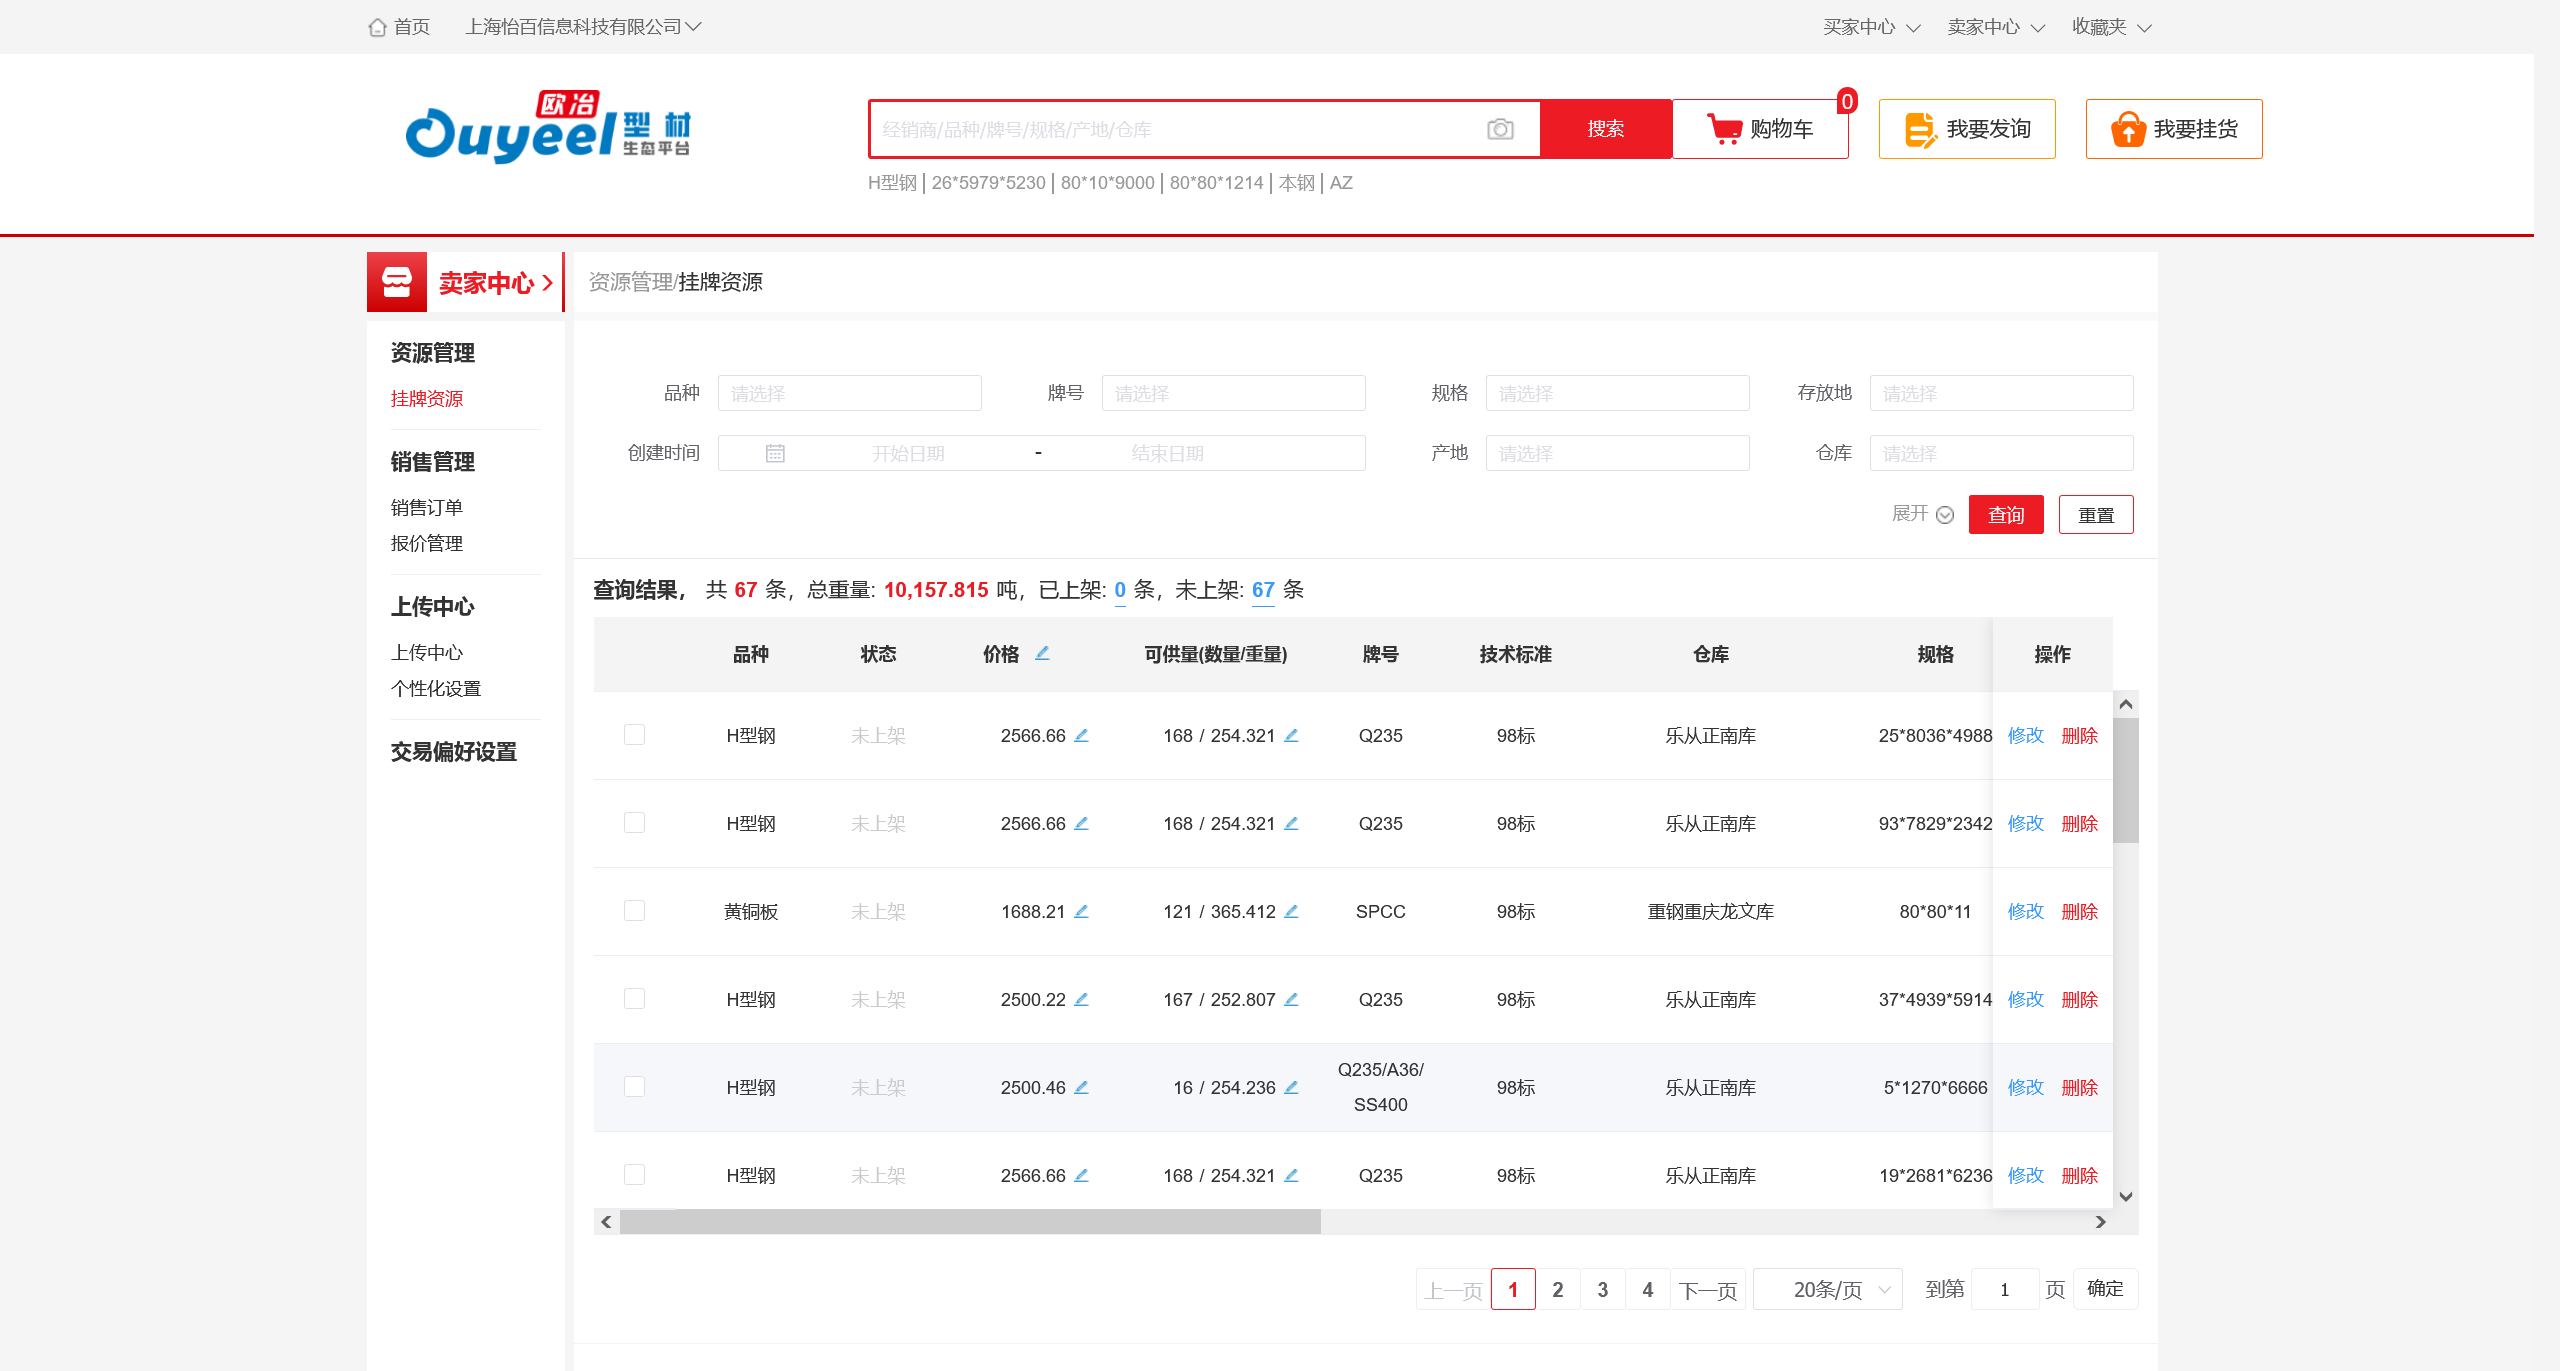 首页 上海怡百信息科技有限公司 买家中心 卖家中心 收藏夹
欧冶 Ouyeel 型材 生态平台
经销商/品种/牌号/规格/产地/仓库 搜索 购物车 0 我要发询 我要挂货
H型钢 | 26*5979*5230 | 80*10*9000 | 80*80*1214 | 本钢 | AZ
卖家中心 资源管理/挂牌资源
资源管理
挂牌资源
销售管理
销售订单
报价管理
上传中心
上传中心
个性化设置
交易偏好设置
品种 请选择 牌号 请选择 规格 请选择 存放地 请选择
创建时间 开始日期 - 结束日期 产地 请选择 仓库 请选择
展开 查询 重置
查询结果， 共 67 条，总重量: 10,157.815 吨，已上架: 0 条，未上架: 67 条
品种 状态 价格 可供量(数量/重量) 牌号 技术标准 仓库 规格 操作
H型钢 未上架 2566.66 168 / 254.321 Q235 98标 乐从正南库 25*8036*4988 修改 删除
H型钢 未上架 2566.66 168 / 254.321 Q235 98标 乐从正南库 93*7829*2342 修改 删除
黄铜板 未上架 1688.21 121 / 365.412 SPCC 98标 重钢重庆龙文库 80*80*11 修改 删除
H型钢 未上架 2500.22 167 / 252.807 Q235 98标 乐从正南库 37*4939*5914 修改 删除
H型钢 未上架 2500.46 16 / 254.236 Q235/A36/SS400 98标 乐从正南库 5*1270*6666 修改 删除
H型钢 未上架 2566.66 168 / 254.321 Q235 98标 乐从正南库 19*2681*6236 修改 删除
上一页 1 2 3 4 下一页 20条/页 到第 1 页 确定